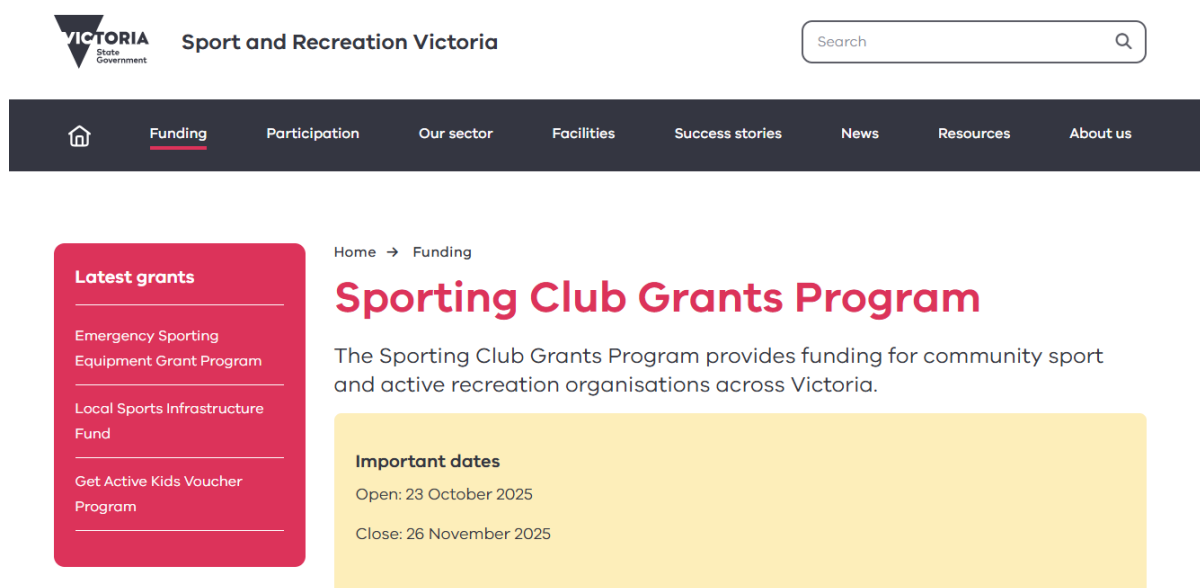 VICTORIA
State
Government
Sport and Recreation Victoria
Search
Funding
Participation
Our sector
Facilities
Success stories
News
Resources
About us
Latest grants
Emergency Sporting
Equipment Grant Program
Local Sports Infrastructure
Fund
Get Active Kids Voucher
Program
Home → Funding
Sporting Club Grants Program
The Sporting Club Grants Program provides funding for community sport
and active recreation organisations across Victoria.
Important dates
Open: 23 October 2025
Close: 26 November 2025